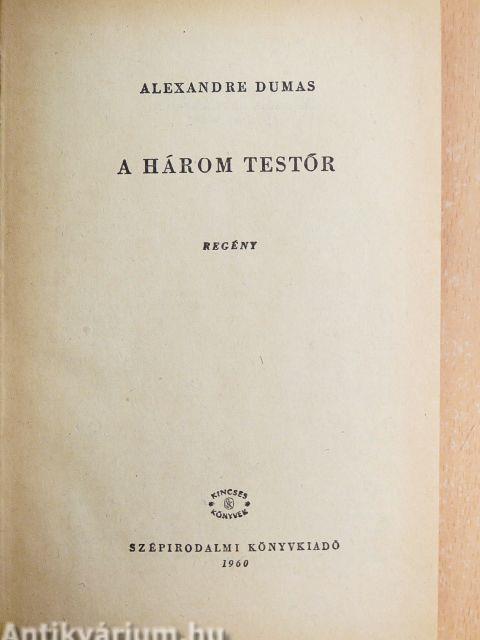 ALEXANDRE DUMAS
A HÁROM TESTŐR
REGÉNY
KINCSES
KÖNYVEK
SZÉPIRODALMI KÖNYVKIADÓ
1960
Antikvárium.hu